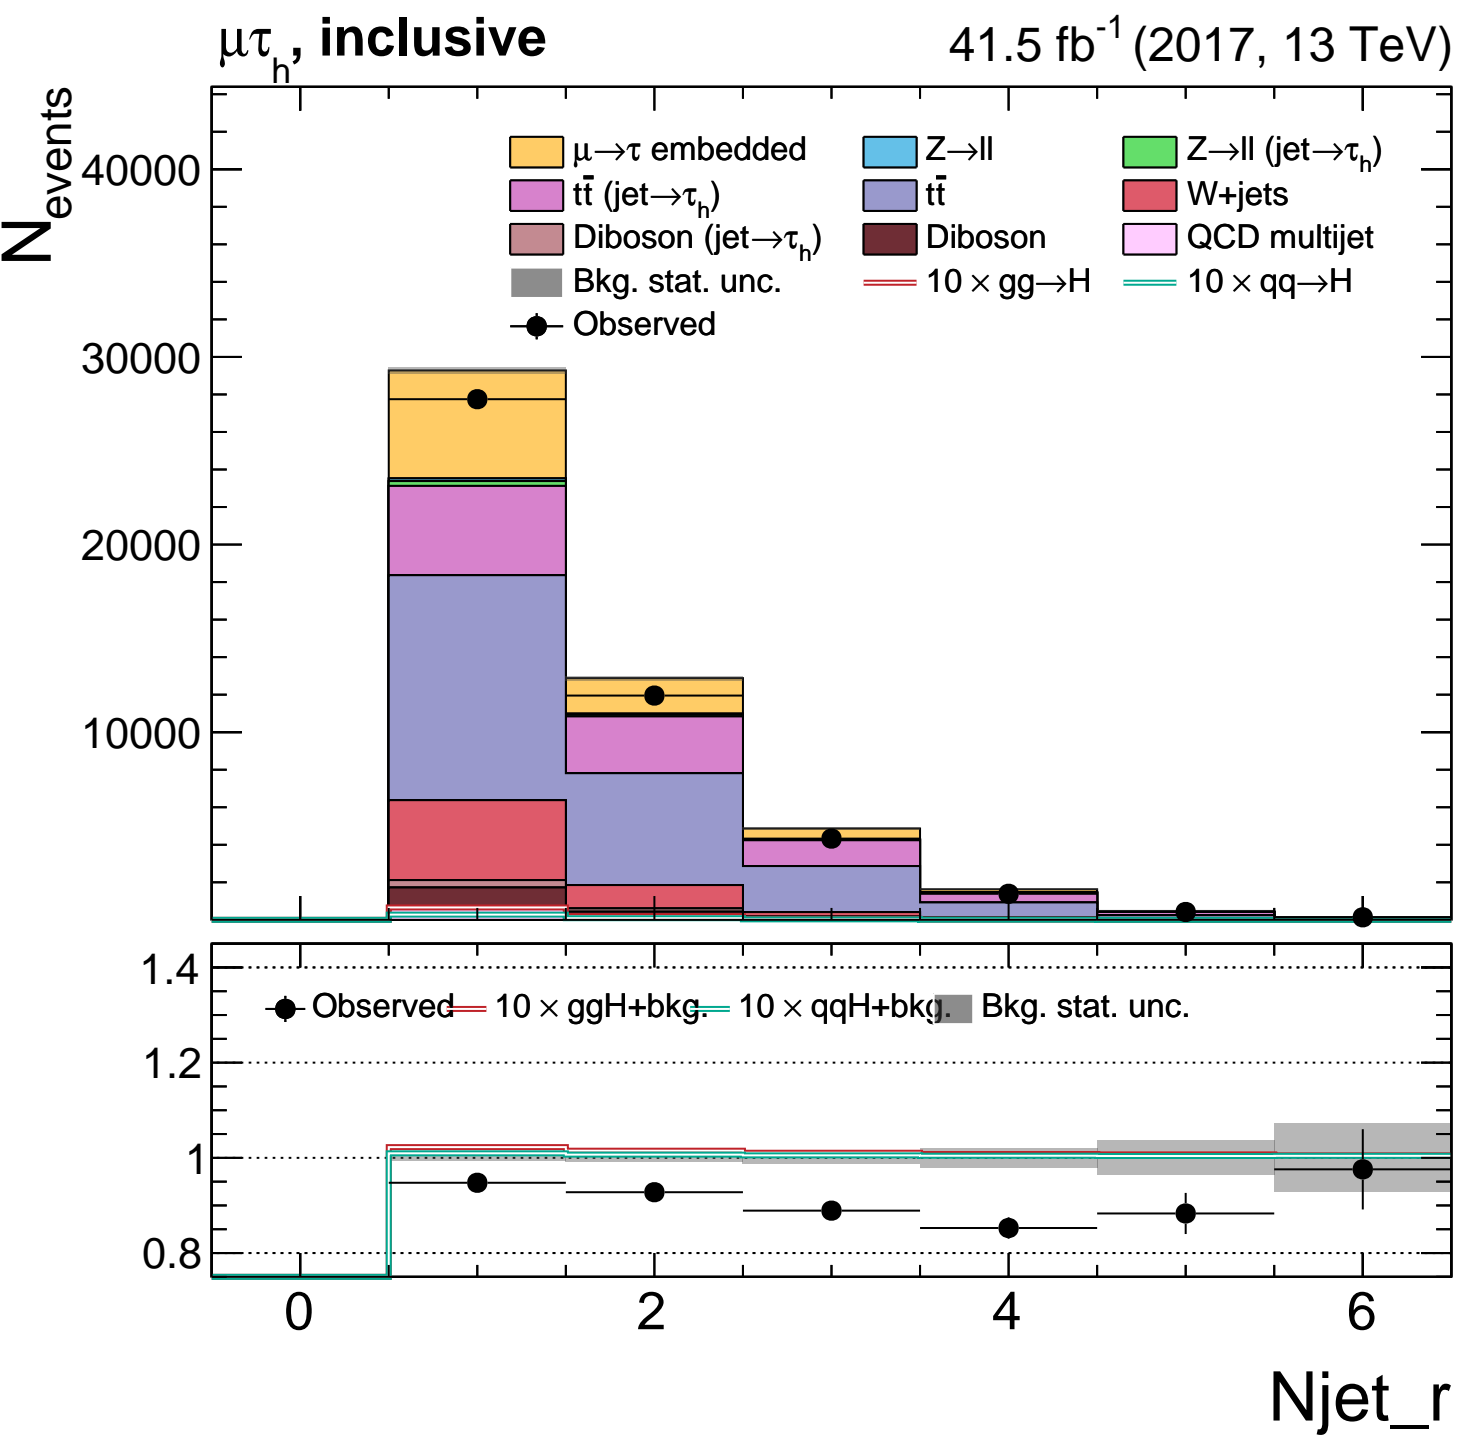 μτh, inclusive
41.5 fb-1 (2017, 13 TeV)
Nevents
40000
30000
20000
10000
μ→τ embedded
Z→ll
Z→ll (jet→τh)
tt̄ (jet→τh)
tt̄
W+jets
Diboson (jet→τh)
Diboson
QCD multijet
Bkg. stat. unc.
10 × gg→H
10 × qq→H
Observed
1.4
1.2
1
0.8
Observed
10 × ggH+bkg.
10 × qqH+bkg.
Bkg. stat. unc.
0
2
4
6
Njet_r